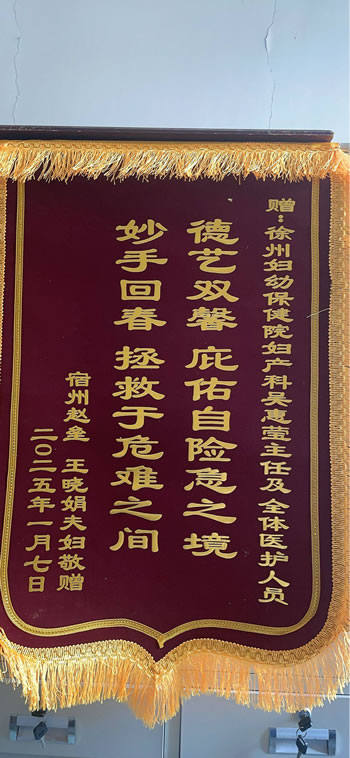 赠：徐州妇幼保健院妇产科吴惠莹主任及全体医护人员
德艺双馨 庇佑自险急之境
妙手回春 拯救于危难之间
宿州赵奎 王晓娟夫妇敬赠
二〇二五年一月七日